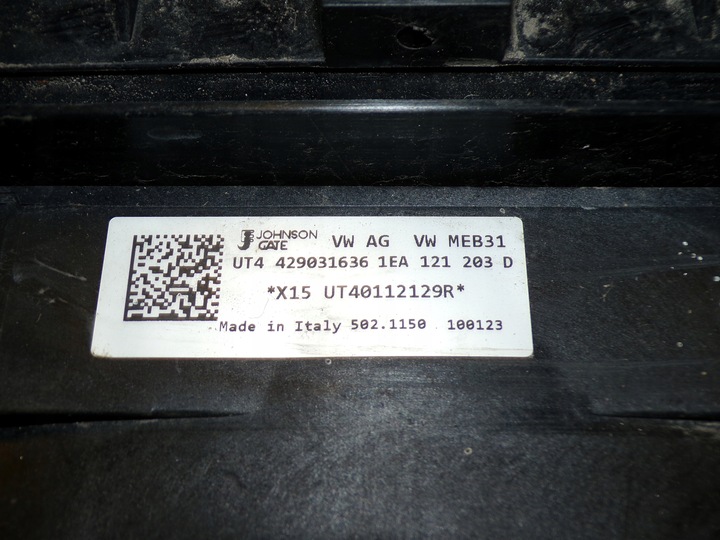 JOHNSON
GATE VW AG VW MEB31
UT4 429031636 1EA 121 203 D
*X15 UT40112129R*
Made in Italy 502.1150 100123